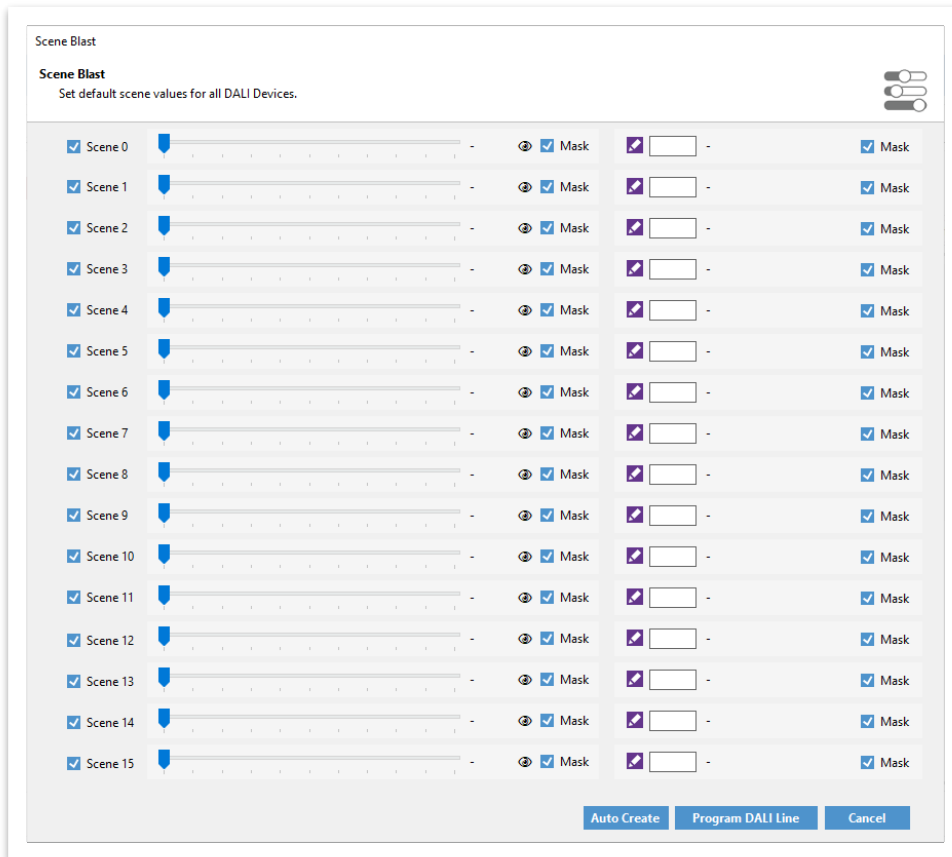 Scene Blast
Scene Blast
Set default scene values for all DALI Devices.
Scene 0 - Mask - Mask
Scene 1 - Mask - Mask
Scene 2 - Mask - Mask
Scene 3 - Mask - Mask
Scene 4 - Mask - Mask
Scene 5 - Mask - Mask
Scene 6 - Mask - Mask
Scene 7 - Mask - Mask
Scene 8 - Mask - Mask
Scene 9 - Mask - Mask
Scene 10 - Mask - Mask
Scene 11 - Mask - Mask
Scene 12 - Mask - Mask
Scene 13 - Mask - Mask
Scene 14 - Mask - Mask
Scene 15 - Mask - Mask
Auto Create Program DALI Line Cancel